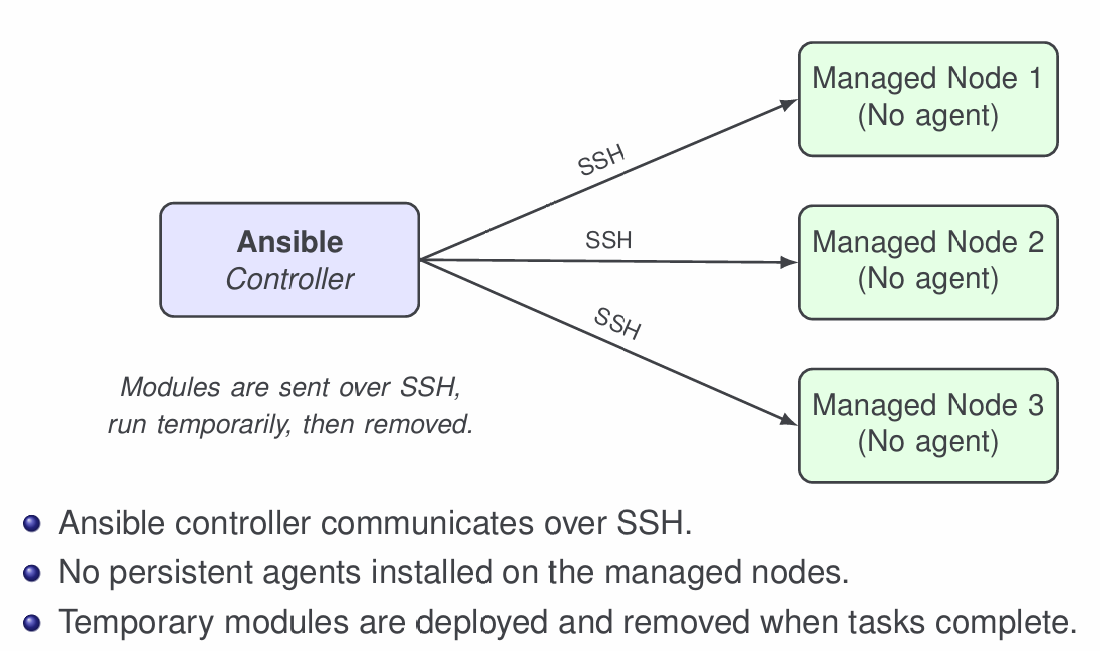 Managed Node 1
(No agent)
SSH
Ansible
Controller
SSH
Managed Node 2
(No agent)
SSH
Modules are sent over SSH,
run temporarily, then removed.
Managed Node 3
(No agent)
Ansible controller communicates over SSH.
No persistent agents installed on the managed nodes.
Temporary modules are deployed and removed when tasks complete.